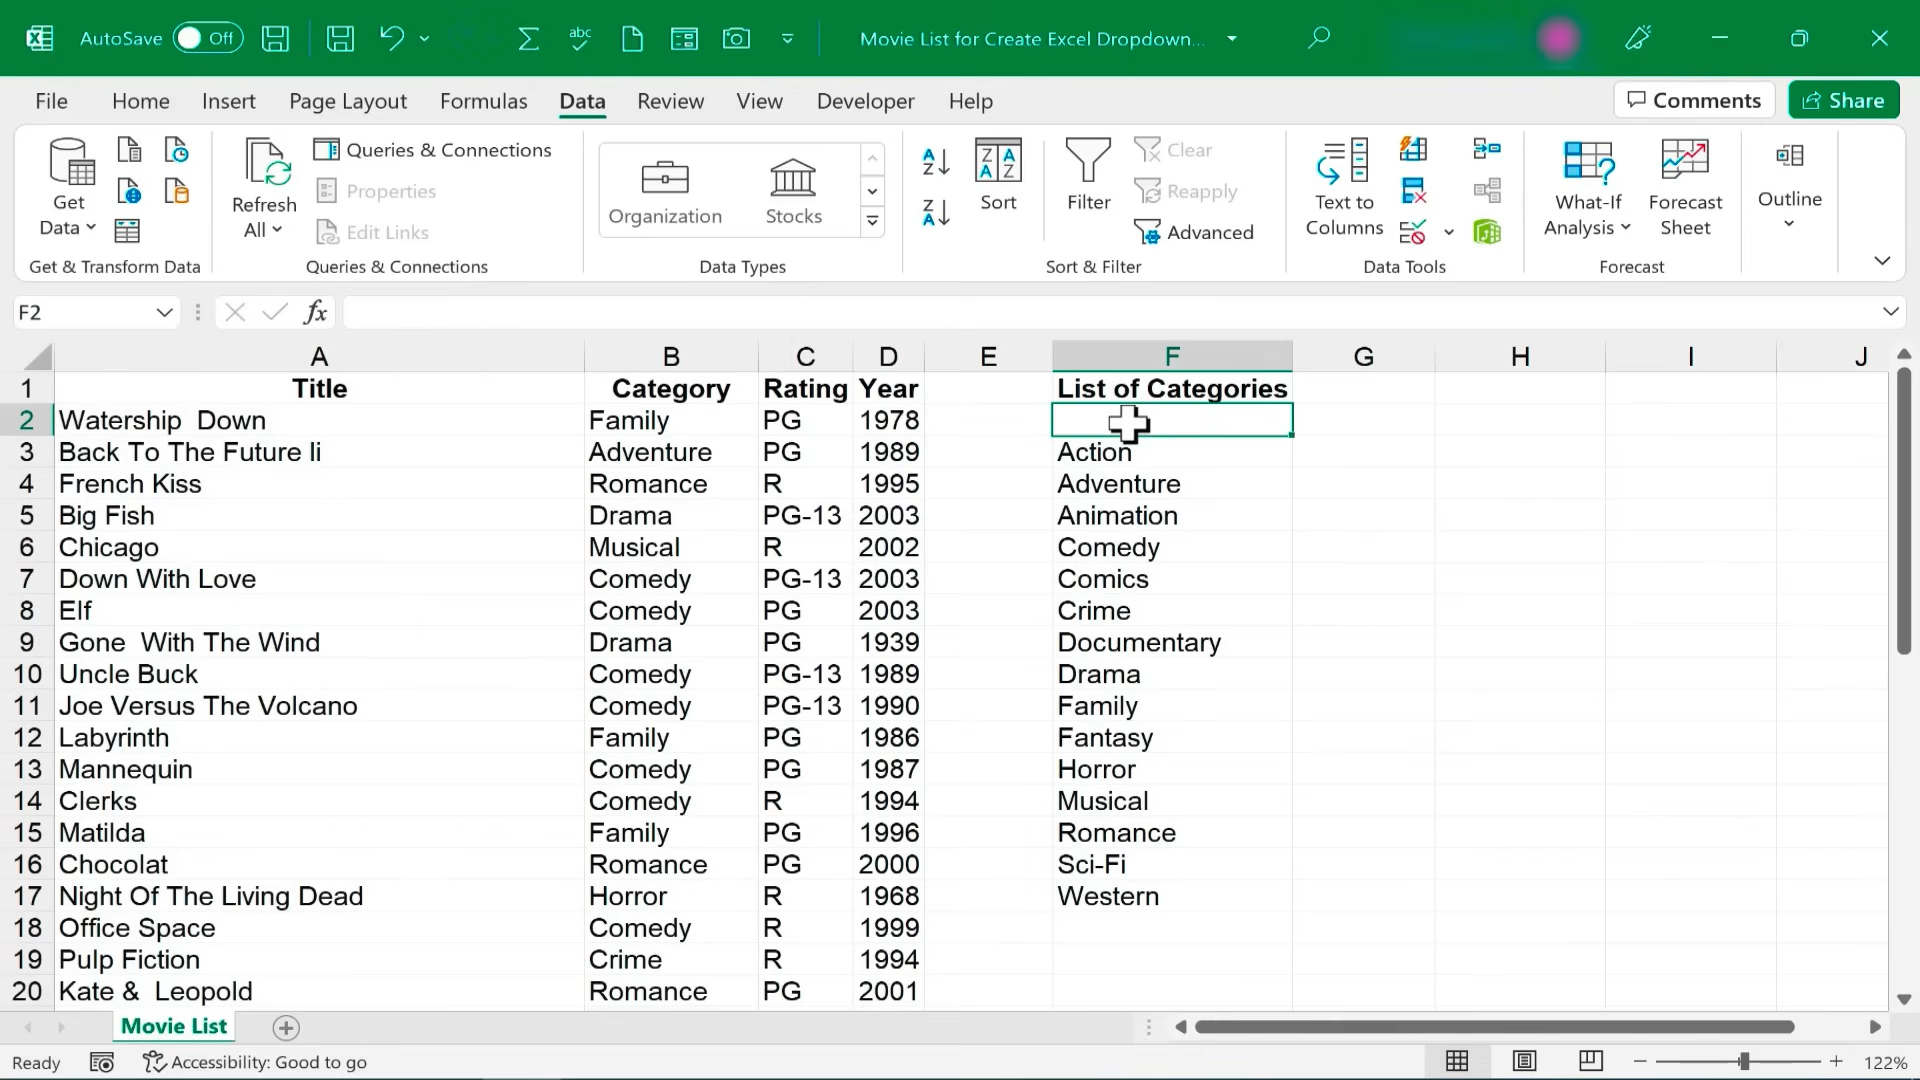 AutoSave Off abc Movie List for Create Excel Dropdown...
File Home Insert Page Layout Formulas Data Review View Developer Help Comments Share
Get Data
Refresh All
Queries & Connections
Properties
Edit Links
Organization Stocks
Sort
Filter
Clear
Reapply
Advanced
Text to Columns
What-If Analysis
Forecast Sheet
Outline
Get & Transform Data Queries & Connections Data Types Sort & Filter Data Tools Forecast
F2 fx
A B C D E F G H I J
1 Title Category Rating Year List of Categories
2 Watership Down Family PG 1978
3 Back To The Future Ii Adventure PG 1989 Action
4 French Kiss Romance R 1995 Adventure
5 Big Fish Drama PG-13 2003 Animation
6 Chicago Musical R 2002 Comedy
7 Down With Love Comedy PG-13 2003 Comics
8 Elf Comedy PG 2003 Crime
9 Gone With The Wind Drama PG 1939 Documentary
10 Uncle Buck Comedy PG-13 1989 Drama
11 Joe Versus The Volcano Comedy PG-13 1990 Family
12 Labyrinth Family PG 1986 Fantasy
13 Mannequin Comedy PG 1987 Horror
14 Clerks Comedy R 1994 Musical
15 Matilda Family PG 1996 Romance
16 Chocolat Romance PG 2000 Sci-Fi
17 Night Of The Living Dead Horror R 1968 Western
18 Office Space Comedy R 1999
19 Pulp Fiction Crime R 1994
20 Kate & Leopold Romance PG 2001
Movie List
Ready Accessibility: Good to go 122%